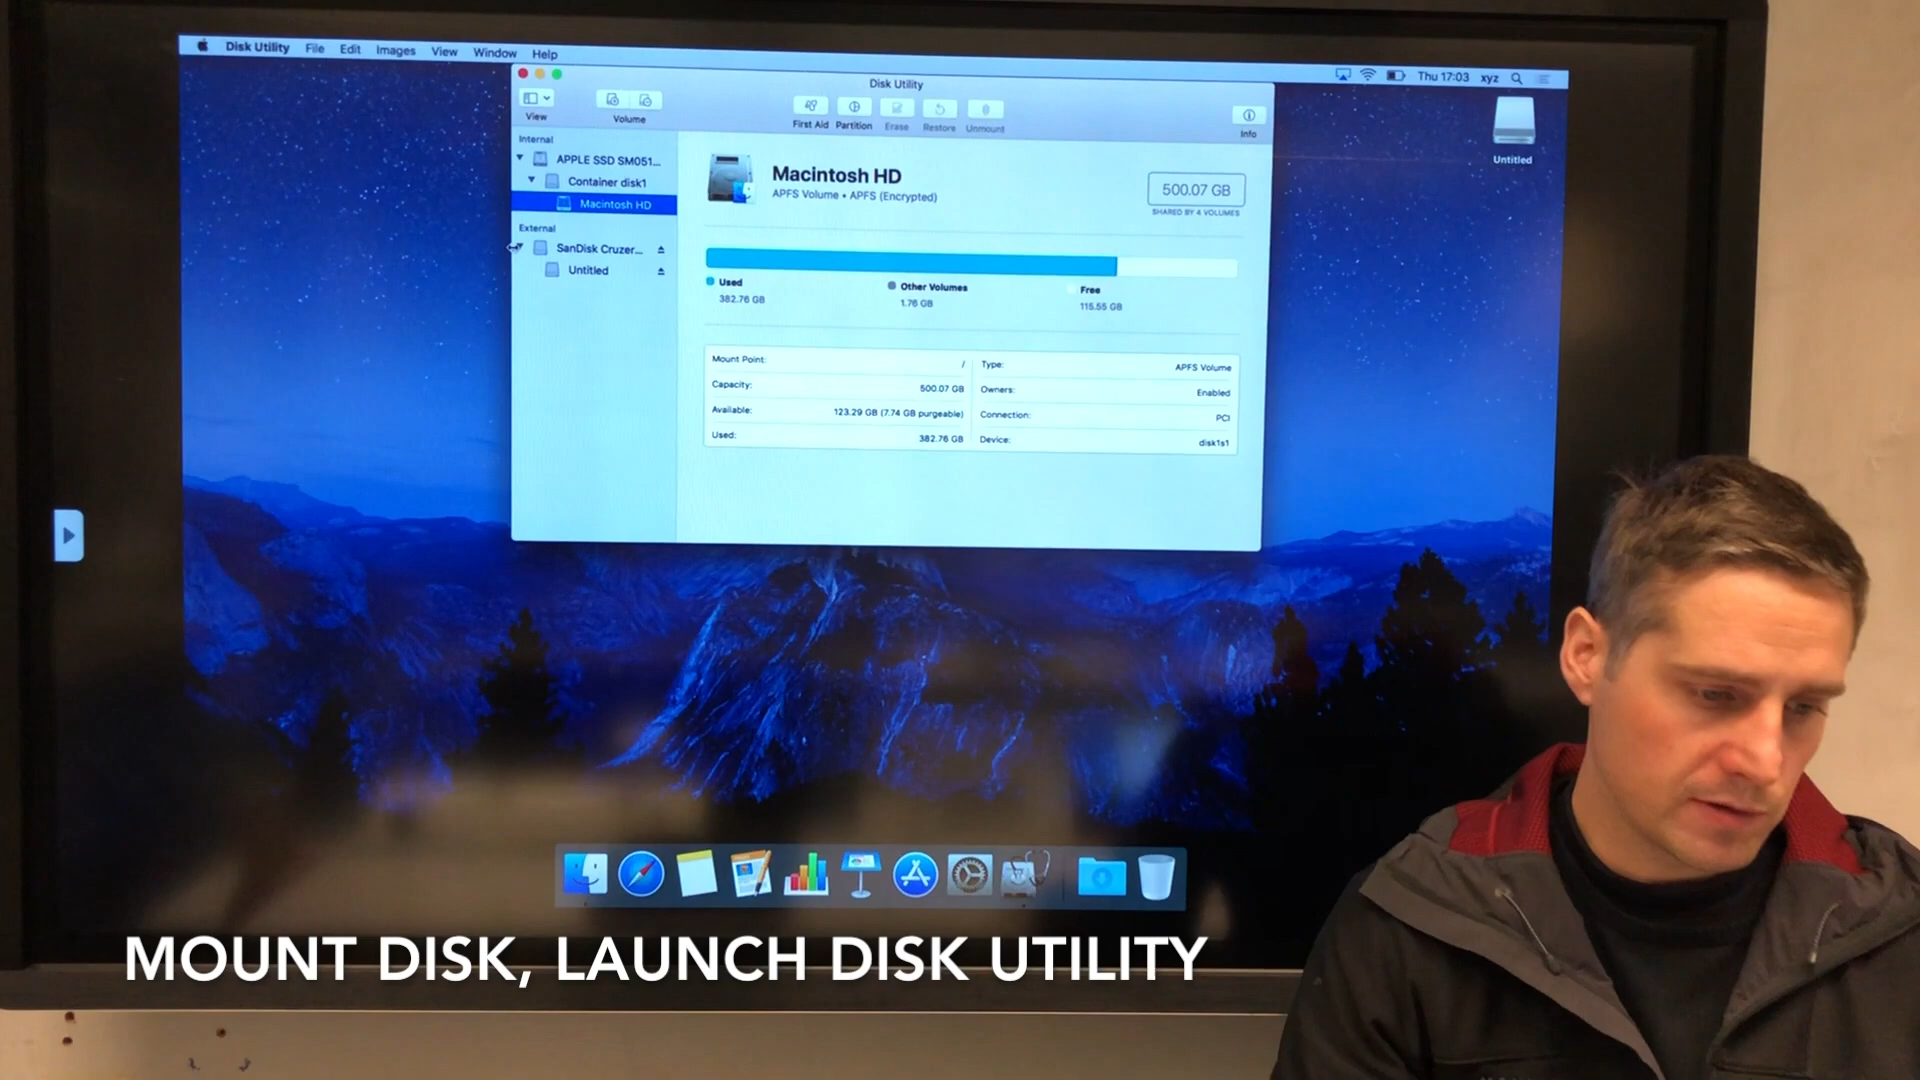 Disk Utility File Edit Images View Window Help
Thu 17:03 xyz
Disk Utility
View
Volume
First Aid Partition Erase Restore Unmount
Info
Internal
APPLE SSD SM051...
Container disk1
Macintosh HD
External
SanDisk Cruzer...
Untitled
Macintosh HD
APFS Volume • APFS (Encrypted)
500.07 GB
SHARED BY 4 VOLUMES
Used
382.76 GB
Other Volumes
1.76 GB
Free
115.55 GB
Mount Point: /
Capacity: 500.07 GB
Available: 123.29 GB (7.74 GB purgeable)
Used: 382.76 GB
Type: APFS Volume
Owners: Enabled
Connection: PCI
Device: disk1s1
Untitled
MOUNT DISK, LAUNCH DISK UTILITY